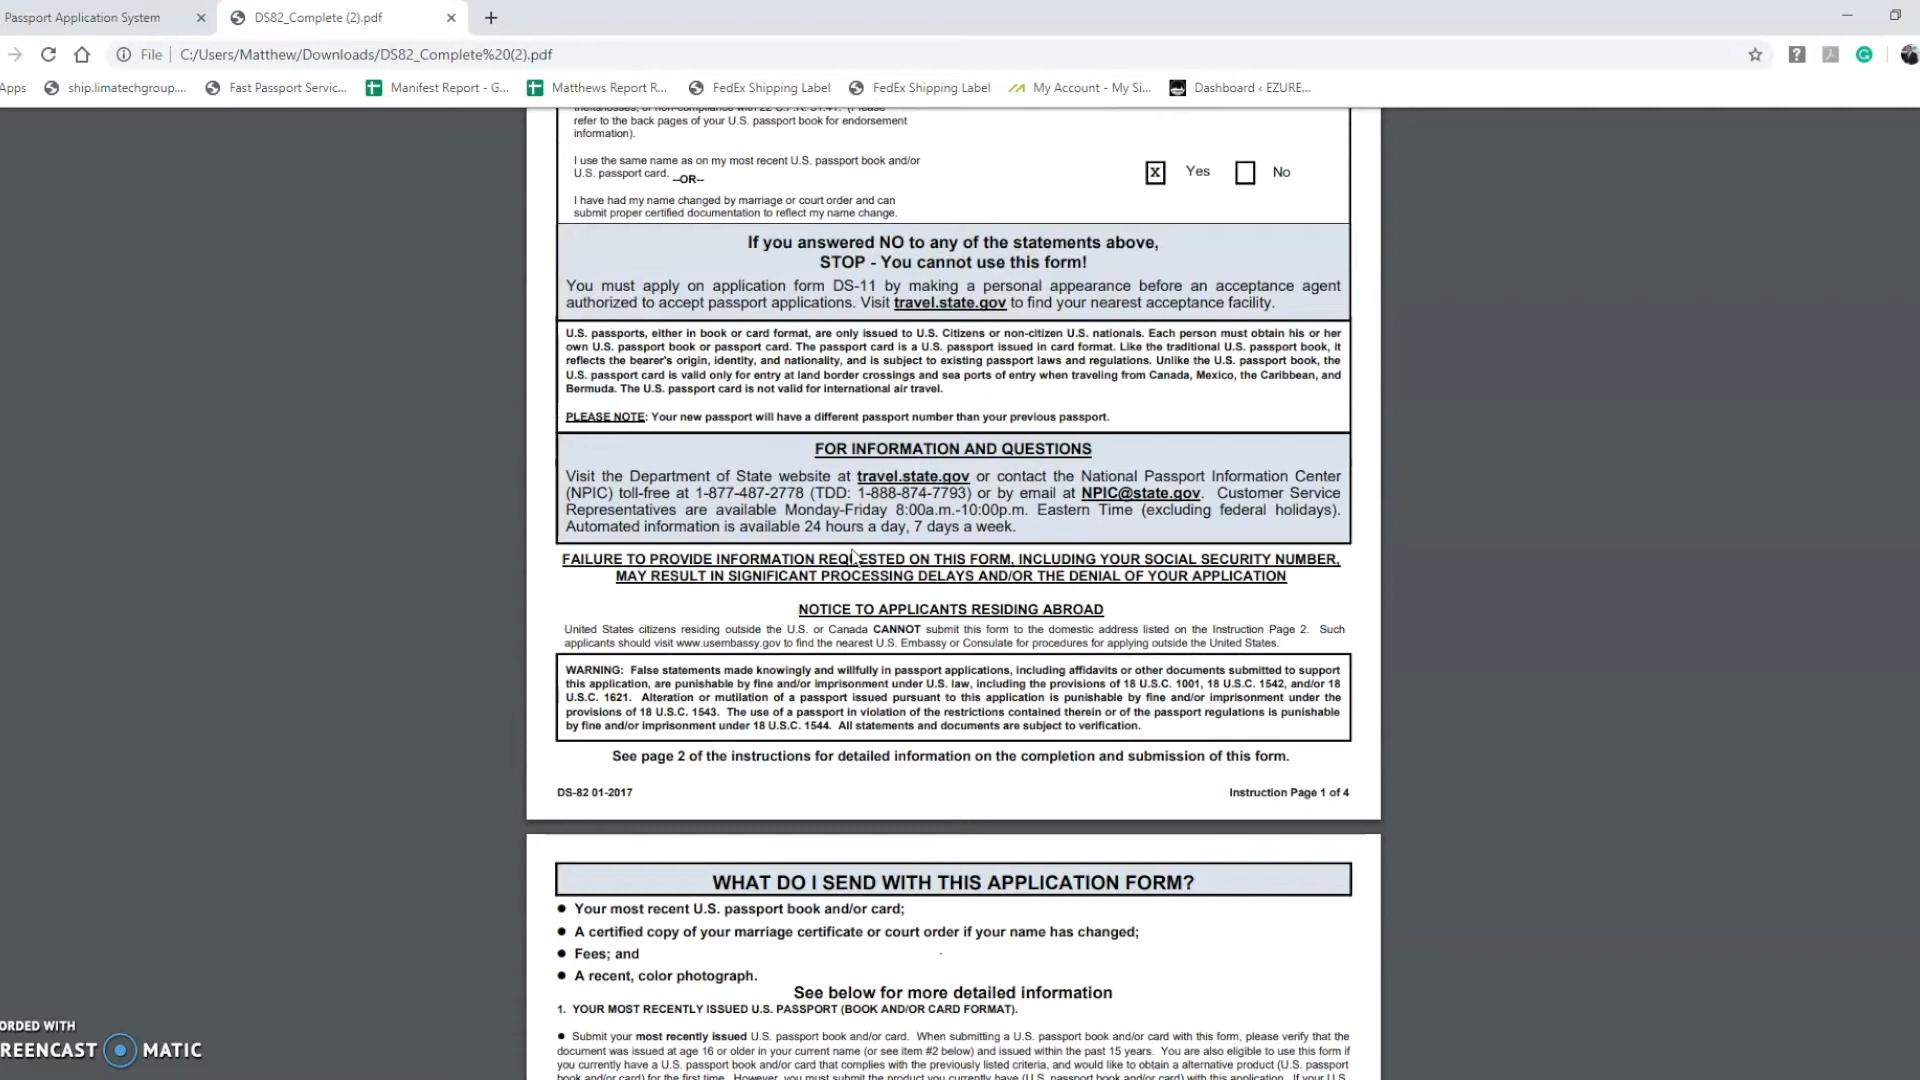 Passport Application System
DS82_Complete (2).pdf
File | C:/Users/Matthew/Downloads/DS82_Complete%20(2).pdf
Apps ship.limatechgroup.... Fast Passport Servic... Manifest Report - G... Matthews Report R... FedEx Shipping Label FedEx Shipping Label My Account - My Si... Dashboard ‹ EZURE...
refer to the back pages of your U.S. passport book for endorsement
information).
I use the same name as on my most recent U.S. passport book and/or
U.S. passport card. --OR--
X Yes No
I have had my name changed by marriage or court order and can
submit proper certified documentation to reflect my name change.
If you answered NO to any of the statements above,
STOP - You cannot use this form!
You must apply on application form DS-11 by making a personal appearance before an acceptance agent
authorized to accept passport applications. Visit travel.state.gov to find your nearest acceptance facility.
U.S. passports, either in book or card format, are only issued to U.S. Citizens or non-citizen U.S. nationals. Each person must obtain his or her
own U.S. passport book or passport card. The passport card is a U.S. passport issued in card format. Like the traditional U.S. passport book, it
reflects the bearer's origin, identity, and nationality, and is subject to existing passport laws and regulations. Unlike the U.S. passport book, the
U.S. passport card is valid only for entry at land border crossings and sea ports of entry when traveling from Canada, Mexico, the Caribbean, and
Bermuda. The U.S. passport card is not valid for international air travel.
PLEASE NOTE: Your new passport will have a different passport number than your previous passport.
FOR INFORMATION AND QUESTIONS
Visit the Department of State website at travel.state.gov or contact the National Passport Information Center
(NPIC) toll-free at 1-877-487-2778 (TDD: 1-888-874-7793) or by email at NPIC@state.gov. Customer Service
Representatives are available Monday-Friday 8:00a.m.-10:00p.m. Eastern Time (excluding federal holidays).
Automated information is available 24 hours a day, 7 days a week.
FAILURE TO PROVIDE INFORMATION REQUESTED ON THIS FORM, INCLUDING YOUR SOCIAL SECURITY NUMBER,
MAY RESULT IN SIGNIFICANT PROCESSING DELAYS AND/OR THE DENIAL OF YOUR APPLICATION
NOTICE TO APPLICANTS RESIDING ABROAD
United States citizens residing outside the U.S. or Canada CANNOT submit this form to the domestic address listed on the Instruction Page 2. Such
applicants should visit www.usembassy.gov to find the nearest U.S. Embassy or Consulate for procedures for applying outside the United States.
WARNING: False statements made knowingly and willfully in passport applications, including affidavits or other documents submitted to support
this application, are punishable by fine and/or imprisonment under U.S. law, including the provisions of 18 U.S.C. 1001, 18 U.S.C. 1542, and/or 18
U.S.C. 1621. Alteration or mutilation of a passport issued pursuant to this application is punishable by fine and/or imprisonment under the
provisions of 18 U.S.C. 1543. The use of a passport in violation of the restrictions contained therein or of the passport regulations is punishable
by fine and/or imprisonment under 18 U.S.C. 1544. All statements and documents are subject to verification.
See page 2 of the instructions for detailed information on the completion and submission of this form.
DS-82 01-2017 Instruction Page 1 of 4
WHAT DO I SEND WITH THIS APPLICATION FORM?
● Your most recent U.S. passport book and/or card;
● A certified copy of your marriage certificate or court order if your name has changed;
● Fees; and
● A recent, color photograph.
See below for more detailed information
1. YOUR MOST RECENTLY ISSUED U.S. PASSPORT (BOOK AND/OR CARD FORMAT).
● Submit your most recently issued U.S. passport book and/or card. When submitting a U.S. passport book and/or card with this form, please verify that the
document was issued at age 16 or older in your current name (or see item #2 below) and issued within the past 15 years. You are also eligible to use this form if
you currently have a U.S. passport book and/or card that complies with the previously listed criteria, and would like to obtain a alternative product (U.S. passport
book and/or card) for the first time. However, you must submit the product you currently have (U.S. passport book and/or card) with this application. If your U.S.
ORDED WITH
REENCAST MATIC